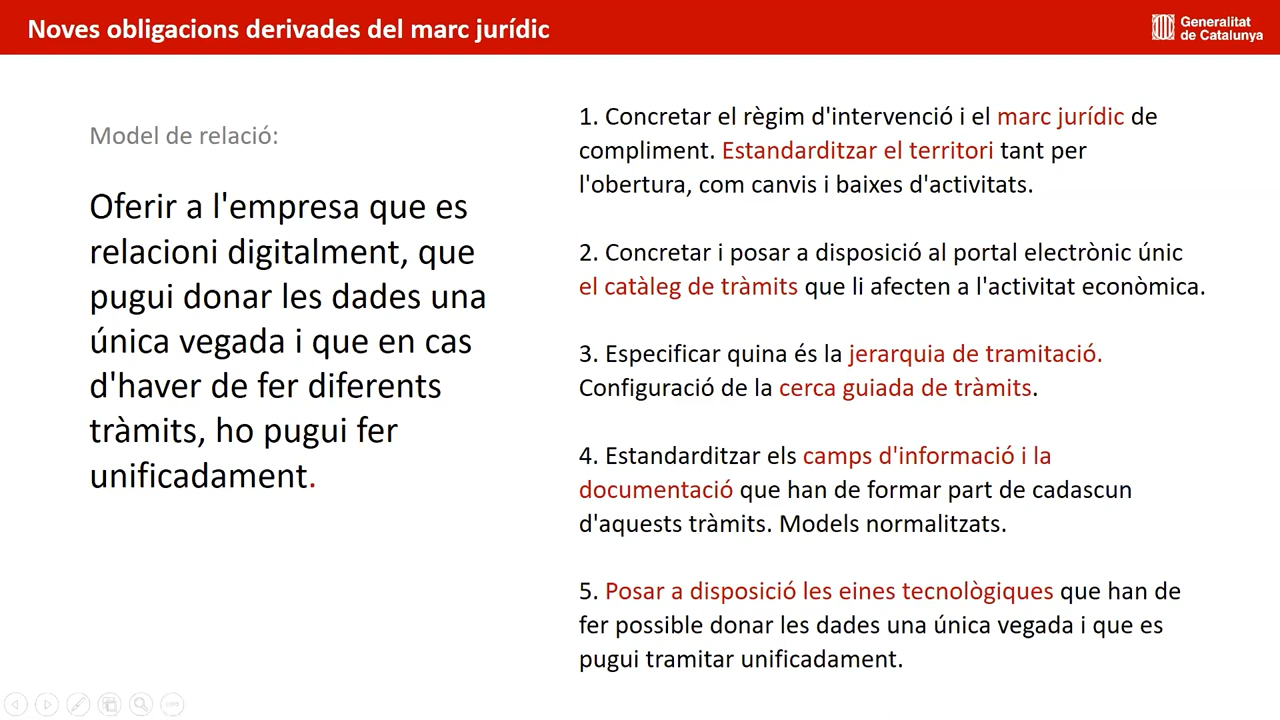 Noves obligacions derivades del marc jurídic
Generalitat
de Catalunya
Model de relació:
Oferir a l'empresa que es
relacioni digitalment, que
pugui donar les dades una
única vegada i que en cas
d'haver de fer diferents
tràmits, ho pugui fer
unificadament.
1. Concretar el règim d'intervenció i el marc jurídic de
compliment. Estandarditzar el territori tant per
l'obertura, com canvis i baixes d'activitats.
2. Concretar i posar a disposició al portal electrònic únic
el catàleg de tràmits que li afecten a l'activitat econòmica.
3. Especificar quina és la jerarquia de tramitació.
Configuració de la cerca guiada de tràmits.
4. Estandarditzar els camps d'informació i la
documentació que han de formar part de cadascun
d'aquests tràmits. Models normalitzats.
5. Posar a disposició les eines tecnològiques que han de
fer possible donar les dades una única vegada i que es
pugui tramitar unificadament.